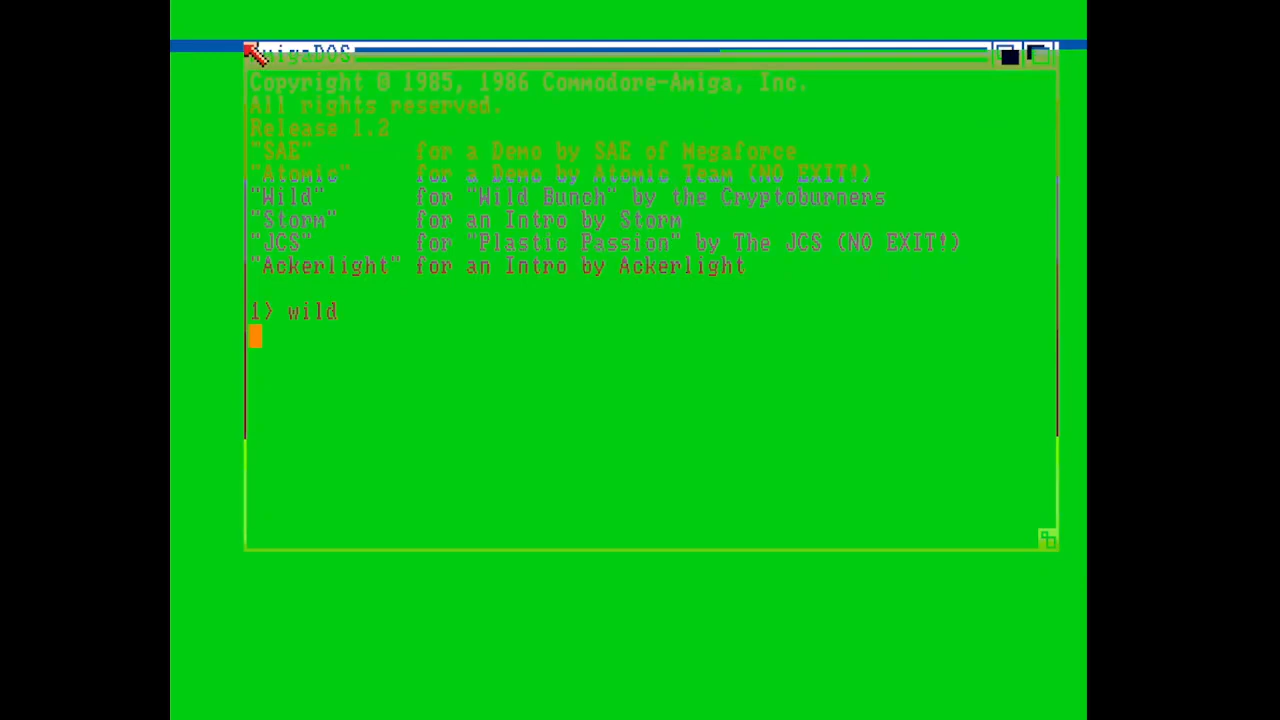 AmigaDOS
Copyright © 1985, 1986 Commodore-Amiga, Inc.
All rights reserved.
Release 1.2
"SAE" for a Demo by SAE of Megaforce
"Atomic" for a Demo by Atomic Team (NO EXIT!)
"Wild" for "Wild Bunch" by the Cryptoburners
"Storm" for an Intro by Storm
"JCS" for "Plastic Passion" by The JCS (NO EXIT!)
"Ackerlight" for an Intro by Ackerlight
1> wild